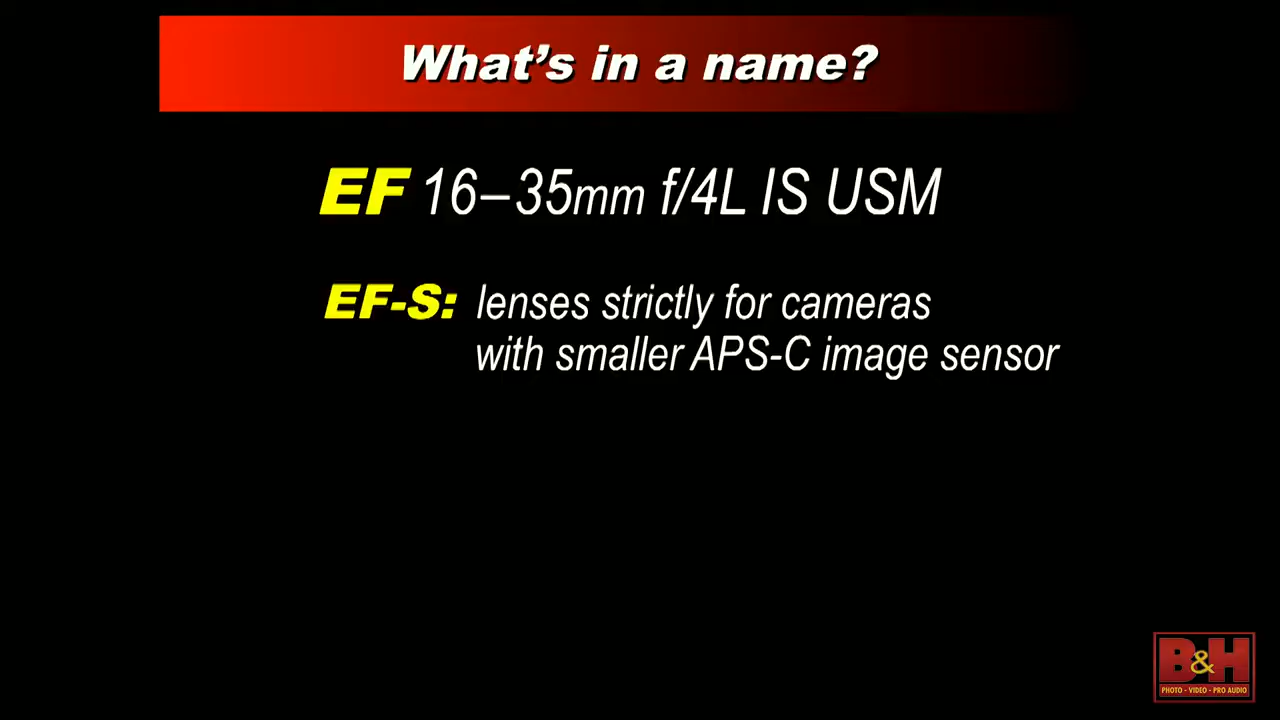 What's in a name?
EF 16–35mm f/4L IS USM
EF-S: lenses strictly for cameras
with smaller APS-C image sensor
B&H
PHOTO - VIDEO - PRO AUDIO